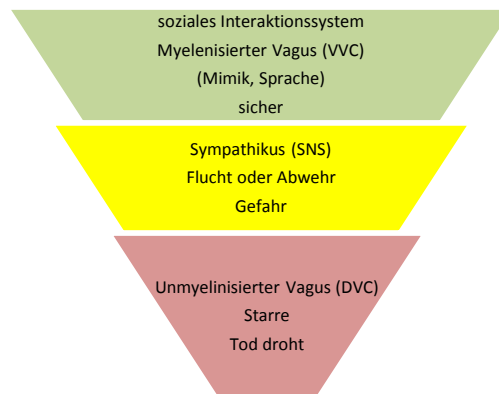 soziales Interaktionssystem
Myelenisierter Vagus (VVC)
(Mimik, Sprache)
sicher
Sympathikus (SNS)
Flucht oder Abwehr
Gefahr
Unmyelinisierter Vagus (DVC)
Starre
Tod droht